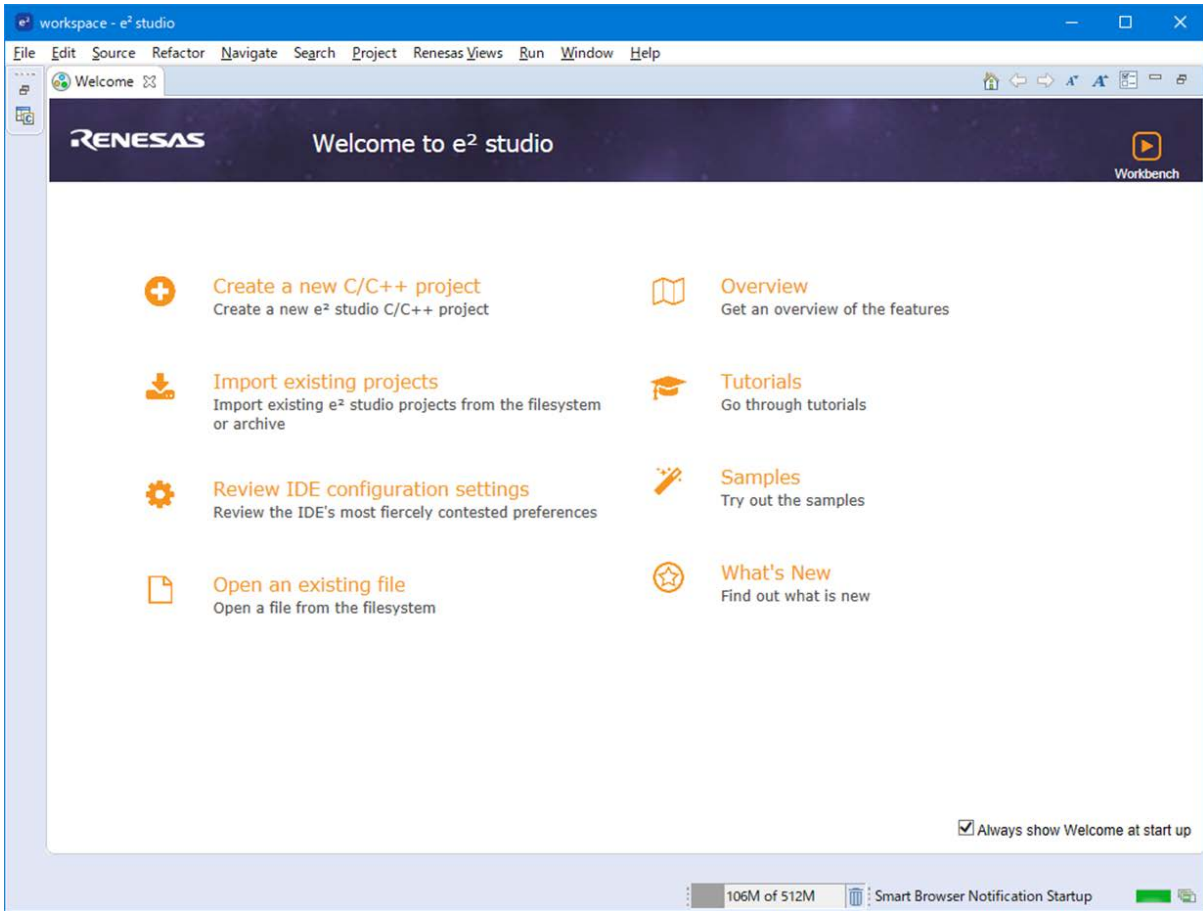 workspace - e² studio
File Edit Source Refactor Navigate Search Project Renesas Views Run Window Help
Welcome
RENESAS
Welcome to e² studio
Workbench
Create a new C/C++ project
Create a new e² studio C/C++ project
Import existing projects
Import existing e² studio projects from the filesystem
or archive
Review IDE configuration settings
Review the IDE's most fiercely contested preferences
Open an existing file
Open a file from the filesystem
Overview
Get an overview of the features
Tutorials
Go through tutorials
Samples
Try out the samples
What's New
Find out what is new
Always show Welcome at start up
106M of 512M
Smart Browser Notification Startup